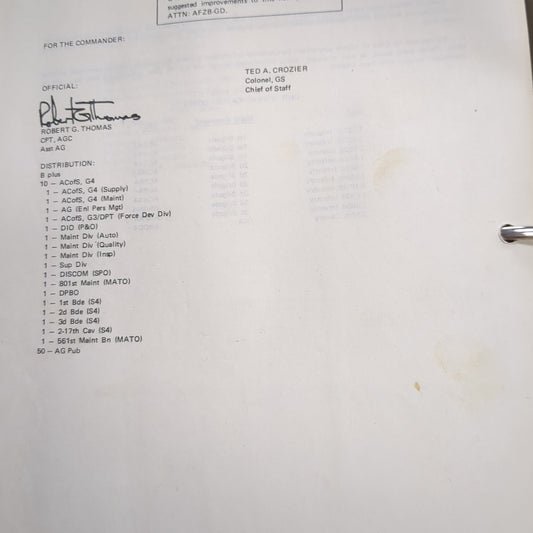 suggested improvements to this
ATTN: AFZB-GD.
FOR THE COMMANDER:
TED A. CROZIER
Colonel, GS
Chief of Staff
OFFICIAL:
Robert G Thomas
ROBERT G. THOMAS
CPT, AGC
Asst AG
DISTRIBUTION:
B plus
10 – ACofS, G4
1 – ACofS, G4 (Supply)
1 – ACofS, G4 (Maint)
1 – AG (Enl Pers Mgt)
1 – ACofS, G3/DPT (Force Dev Div)
1 – DIO (P&O)
1 – Maint Div (Auto)
1 – Maint Div (Quality)
1 – Maint Div (Insp)
1 – Sup Div
1 – DISCOM (SPO)
1 – 801st Maint (MATO)
1 – DPBO
1 – 1st Bde (S4)
1 – 2d Bde (S4)
1 – 3d Bde (S4)
1 – 2-17th Cav (S4)
1 – 561st Maint Bn (MATO)
50 – AG Pub